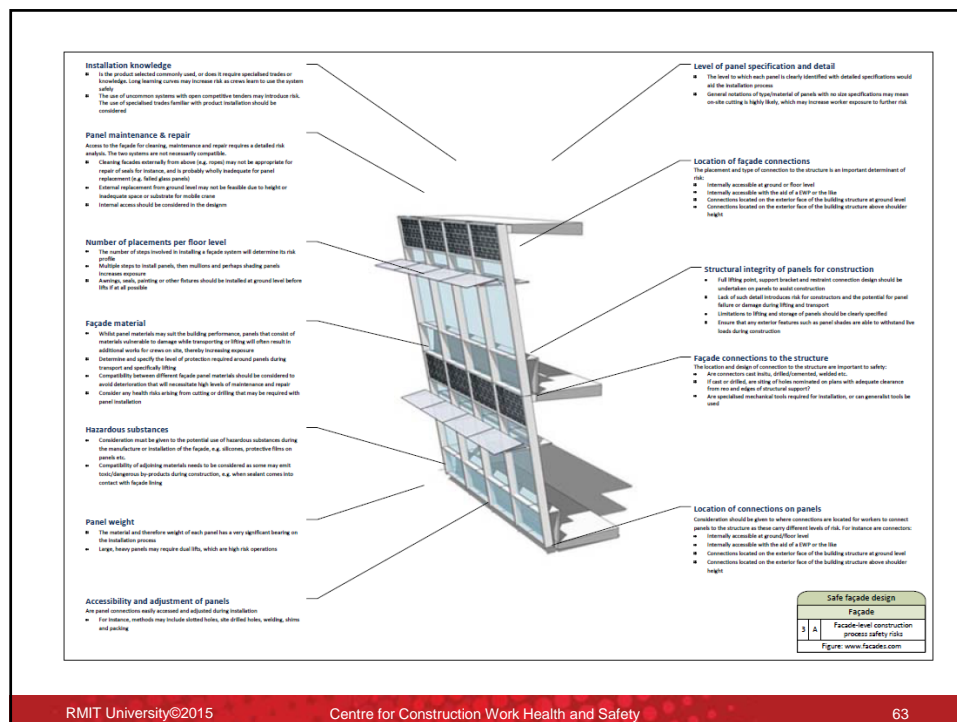 Installation knowledge
Is the product selected commonly used, or does it require specialised trades or
knowledge. Long learning curves may increase risk as crews learn to use the system
safely
The use of uncommon systems with open competitive tenders may introduce risk.
The use of specialised trades familiar with product installation should be
considered
Panel maintenance & repair
Access to the façade for cleaning, maintenance and repair requires a detailed risk
analysis. The two systems are not necessarily compatible.
Cleaning facades externally from above (e.g. ropes) may not be appropriate for
repair of seals for instance, and is probably wholly inadequate for panel
replacement (e.g. failed glass panels)
External replacement from ground level may not be feasible due to height or
inadequate space or substrate for mobile crane
Internal access should be considered in the designm
Number of placements per floor level
The number of steps involved in installing a façade system will determine its risk
profile
Multiple steps to install panels, then mullions and perhaps shading panels
increases exposure
Awnings, seals, painting or other fixtures should be installed at ground level before
lifts if at all possible
Façade material
Whilst panel materials may suit the building performance, panels that consist of
materials vulnerable to damage while transporting or lifting will often result in
additional works for crews on site, thereby increasing exposure
Determine and specify the level of protection required around panels during
transport and specifically lifting
Compatibility between different façade panel materials should be considered to
avoid deterioration that will necessitate high levels of maintenance and repair
Consider any health risks arising from cutting or drilling that may be required with
panel installation
Hazardous substances
Consideration must be given to the potential use of hazardous substances during
the manufacture or installation of the façade, e.g. silicones, protective films on
panels etc.
Compatibility of adjoining materials needs to be considered as some may emit
toxic/dangerous by-products during construction, e.g. when sealant comes into
contact with façade lining
Panel weight
The material and therefore weight of each panel has a very significant bearing on
the installation process
Large, heavy panels may require dual lifts, which are high risk operations
Accessibility and adjustment of panels
Are panel connections easily accessed and adjusted during installation
For instance, methods may include slotted holes, site drilled holes, welding, shims
and packing
Level of panel specification and detail
The level to which each panel is clearly identified with detailed specifications would
aid the installation process
General notations of type/material of panels with no size specifications may mean
on-site cutting is highly likely, which may increase worker exposure to further risk
Location of façade connections
The placement and type of connection to the structure is an important determinant of
risk:
Internally accessible at ground or floor level
Internally accessible with the aid of a EWP or the like
Connections located on the exterior face of the building structure at ground level
Connections located on the exterior face of the building structure above shoulder
height
Structural integrity of panels for construction
Full lifting point, support bracket and restraint connection design should be
undertaken on panels to assist construction
Lack of such detail introduces risk for constructors and the potential for panel
failure or damage during lifting and transport
Limitations to lifting and storage of panels should be clearly specified
Ensure that any exterior features such as panel shades are able to withstand live
loads during construction
Façade connections to the structure
The location and design of connection to the structure are important to safety:
Are connectors cast insitu, drilled/cemented, welded etc.
If cast or drilled, are siting of holes nominated on plans with adequate clearance
from reo and edges of structural support?
Are specialised mechanical tools required for installation, or can generalist tools be
used
Location of connections on panels
Consideration should be given to where connections are located for workers to connect
panels to the structure as these carry different levels of risk. For instance are connectors:
Internally accessible at ground/floor level
Internally accessible with the aid of a EWP or the like
Connections located on the exterior face of the building structure at ground level
Connections located on the exterior face of the building structure above shoulder
height
Safe façade design
Façade
3 A Facade-level construction
process safety risks
Figure: www.facades.com
RMIT University©2015 Centre for Construction Work Health and Safety 63